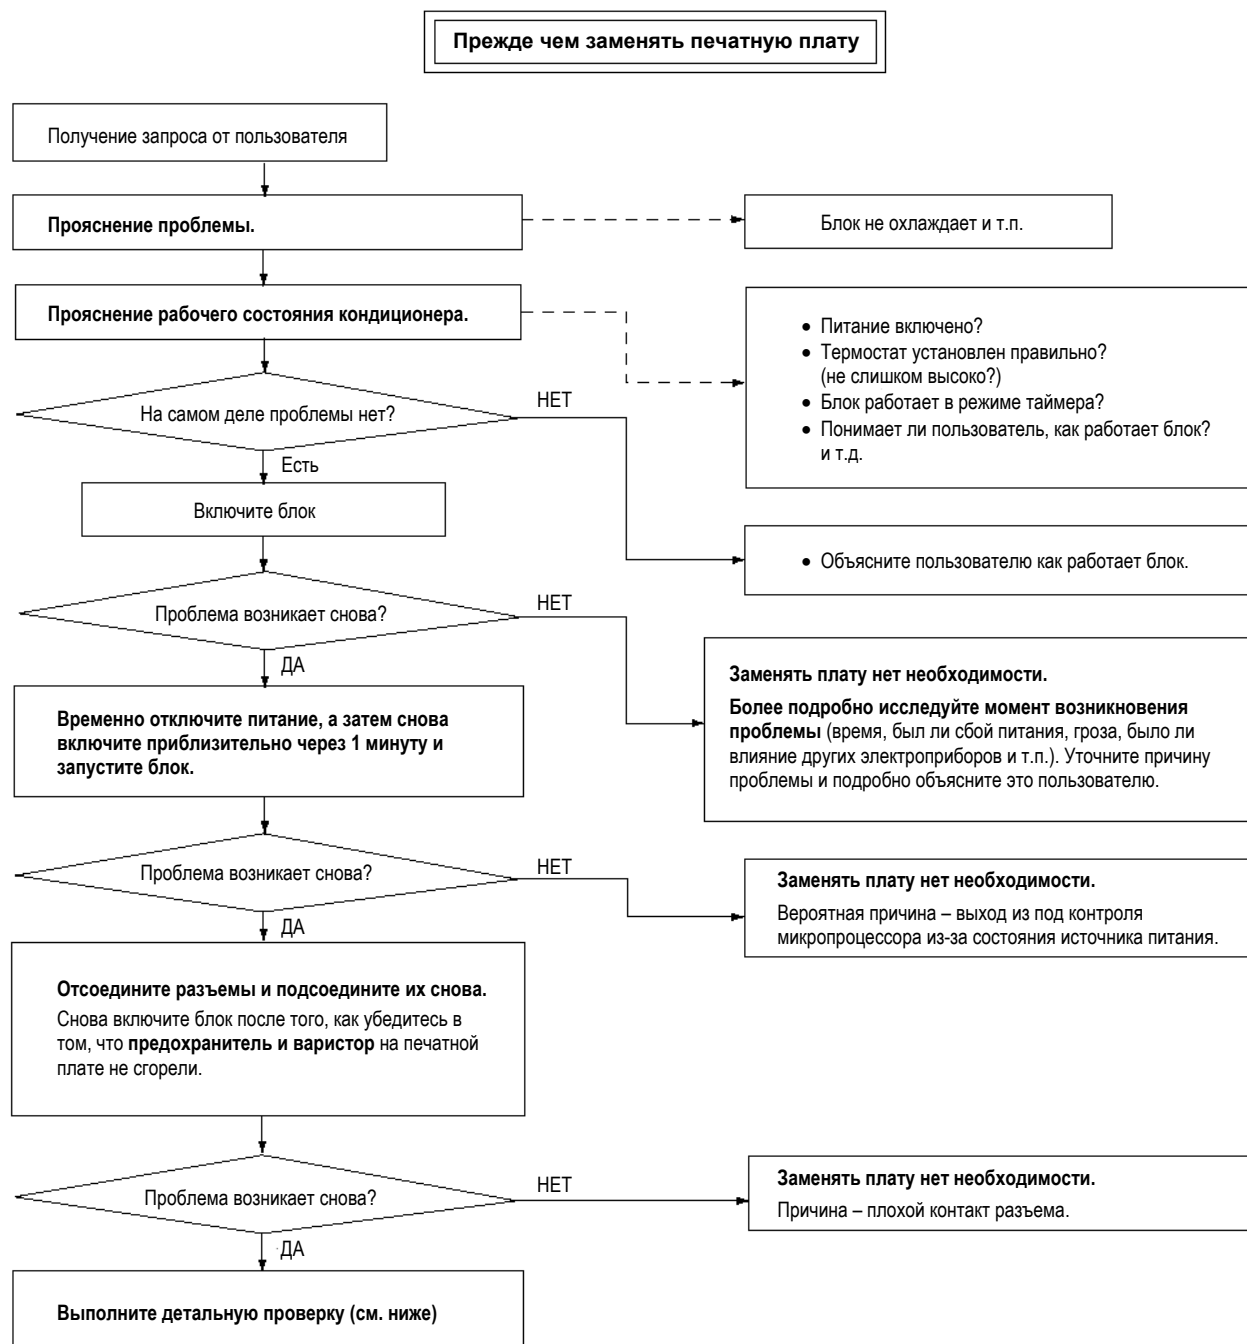 Прежде чем заменять печатную плату
Получение запроса от пользователя
Прояснение проблемы.
Блок не охлаждает и т.п.
Прояснение рабочего состояния кондиционера.
• Питание включено?
• Термостат установлен правильно?
(не слишком высоко?)
• Блок работает в режиме таймера?
• Понимает ли пользователь, как работает блок?
и т.д.
На самом деле проблемы нет?
НЕТ
Есть
Включите блок
• Объясните пользователю как работает блок.
Проблема возникает снова?
НЕТ
ДА
Заменять плату нет необходимости.
Более подробно исследуйте момент возникновения
проблемы (время, был ли сбой питания, гроза, было ли
влияние других электроприборов и т.п.). Уточните причину
проблемы и подробно объясните это пользователю.
Временно отключите питание, а затем снова
включите приблизительно через 1 минуту и
запустите блок.
Проблема возникает снова?
НЕТ
ДА
Заменять плату нет необходимости.
Вероятная причина – выход из под контроля
микропроцессора из-за состояния источника питания.
Отсоедините разъемы и подсоедините их снова.
Снова включите блок после того, как убедитесь в
том, что предохранитель и варистор на печатной
плате не сгорели.
Проблема возникает снова?
НЕТ
ДА
Заменять плату нет необходимости.
Причина – плохой контакт разъема.
Выполните детальную проверку (см. ниже)